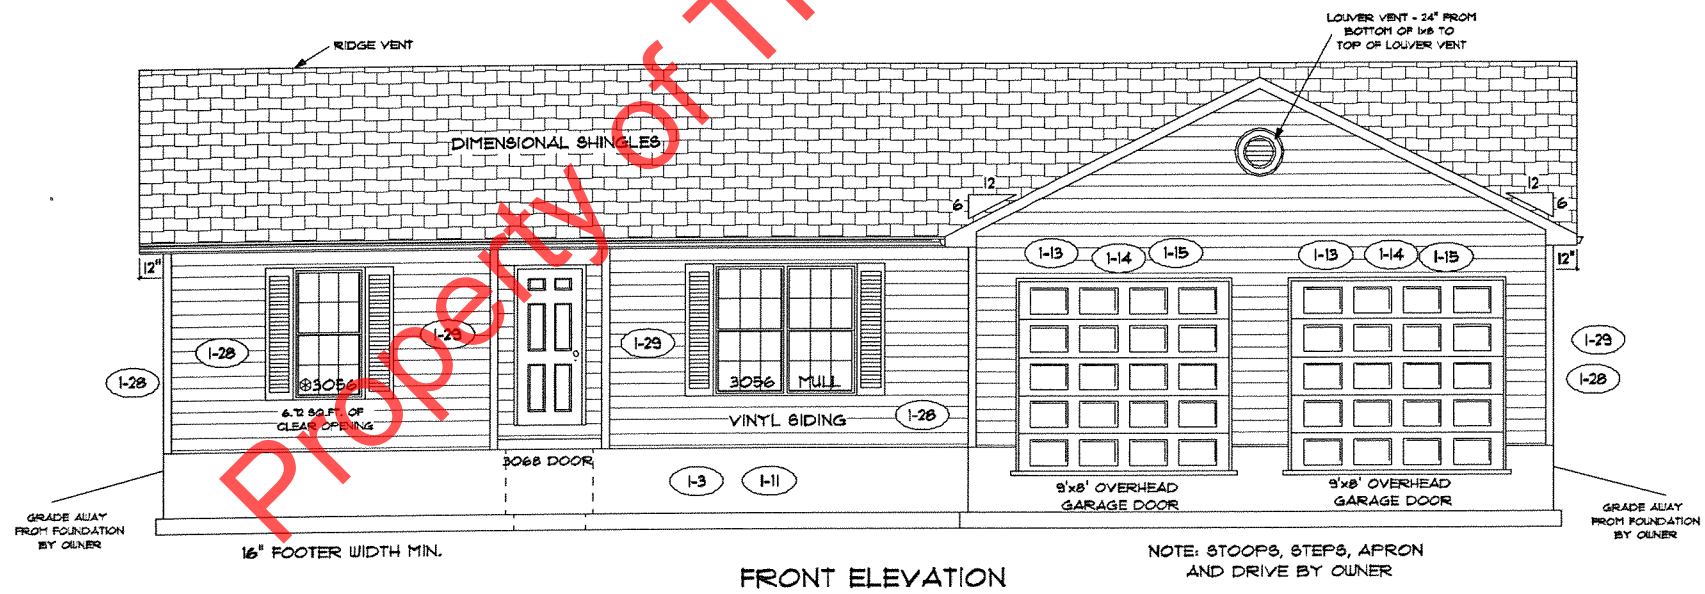 LOUVER VENT - 24" FROM
BOTTOM OF 1x8 TO
TOP OF LOUVER VENT
RIDGE VENT
DIMENSIONAL SHINGLES
12
6
12
6
12"
12"
1-13
1-14
1-15
1-13
1-14
1-15
1-28
1-28
1-29
1-29
1-29
1-28
3056
3056 MULL
6.72 SQ.FT. OF
CLEAR OPENING
VINYL SIDING
1-28
3068 DOOR
1-3
1-11
9'x8' OVERHEAD
GARAGE DOOR
9'x8' OVERHEAD
GARAGE DOOR
GRADE AWAY
FROM FOUNDATION
BY OWNER
GRADE AWAY
FROM FOUNDATION
BY OWNER
16" FOOTER WIDTH MIN.
NOTE: STOOPS, STEPS, APRON
AND DRIVE BY OWNER
FRONT ELEVATION
Property of